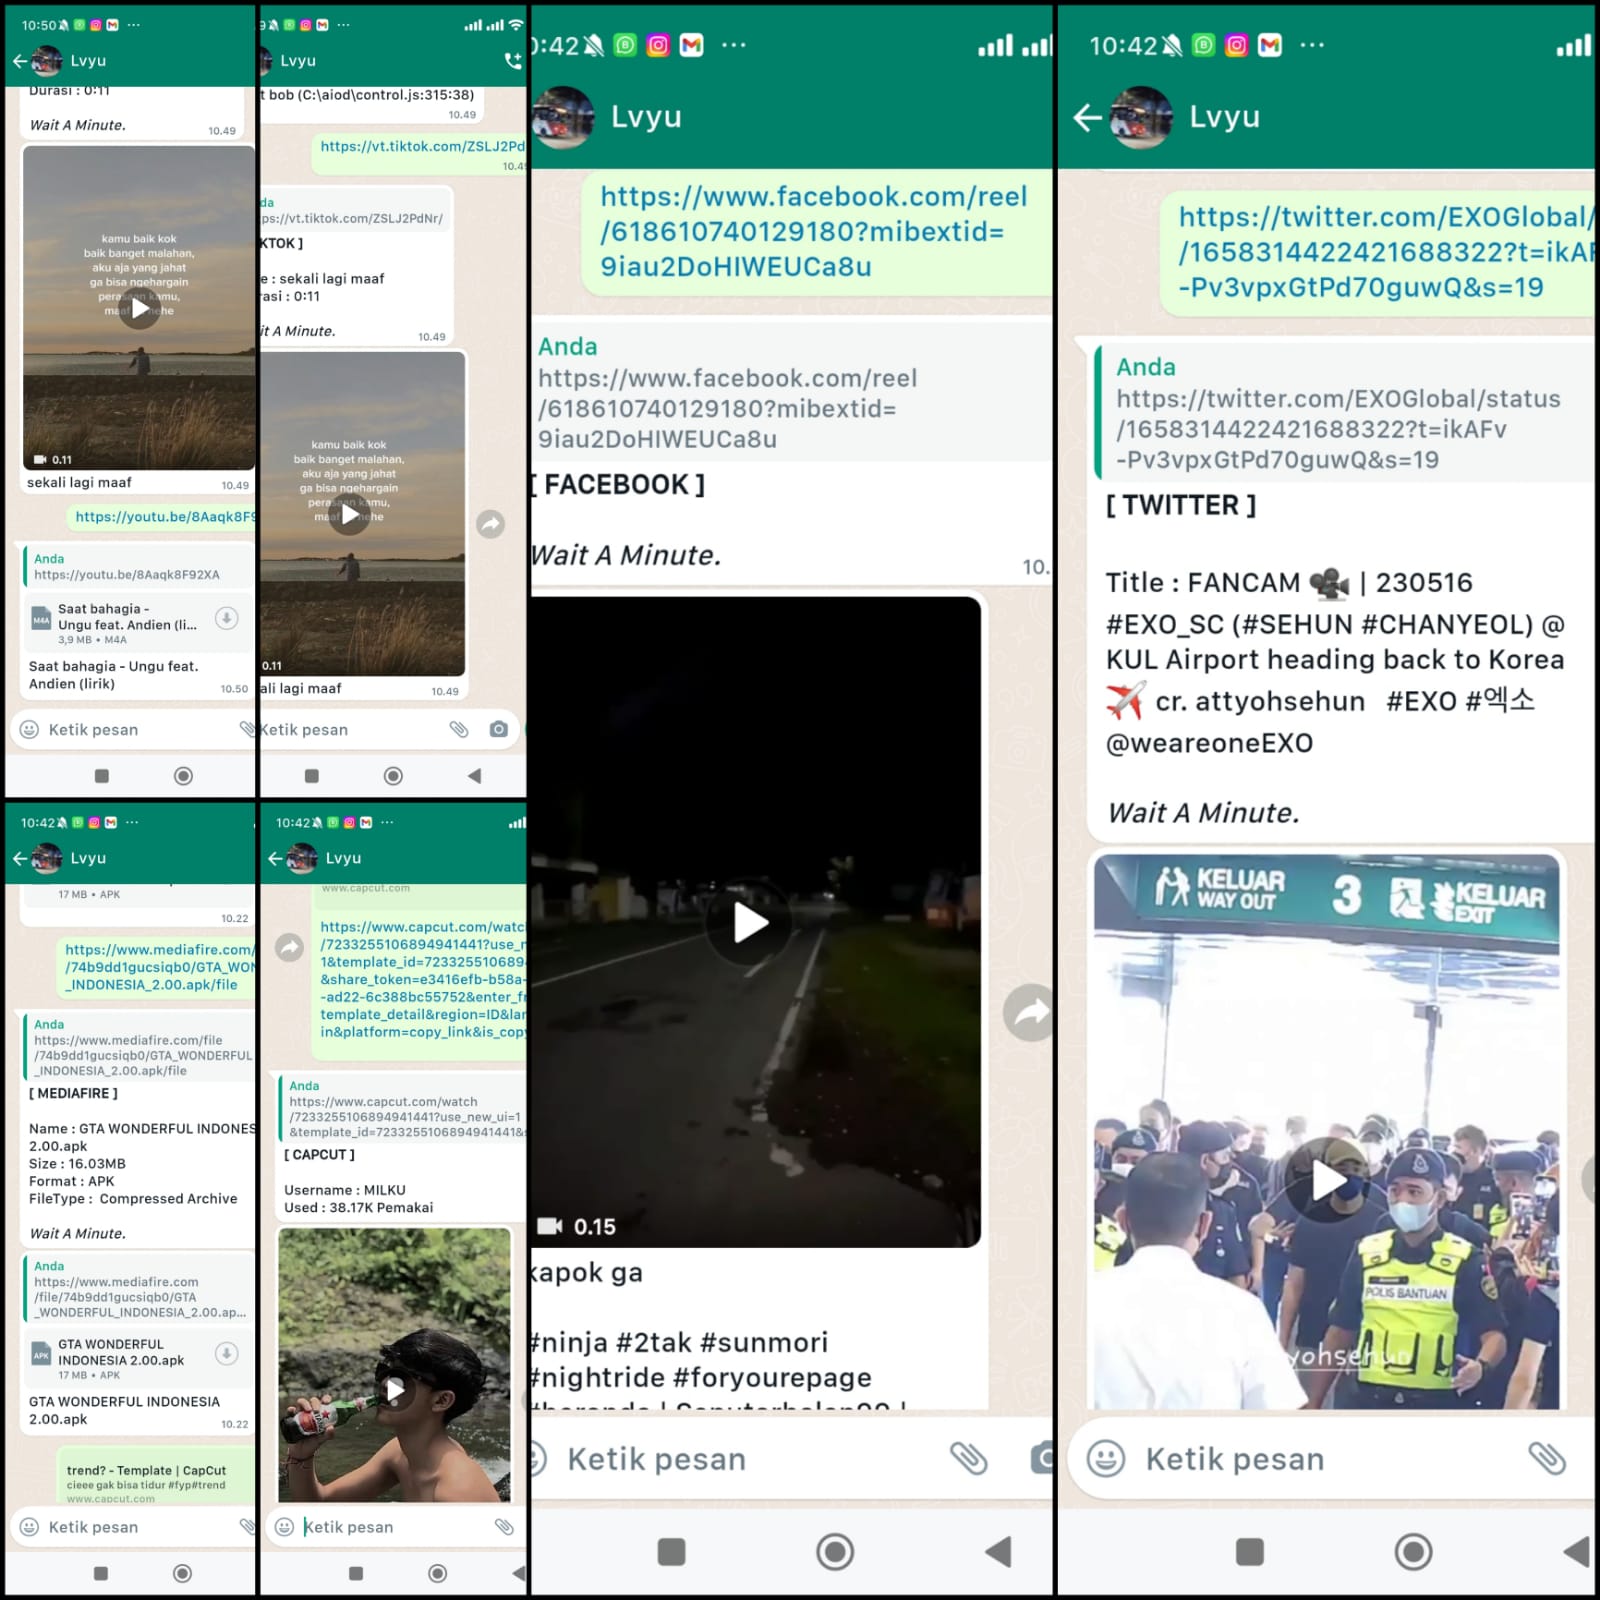 10:50
Lvyu
Durasi : 0:11
Wait A Minute.
10.49
kamu baik kok
baik banget malahan,
aku aja yang jahat
ga bisa ngehargain
perasaan kamu,
maaf hehe
0.11
sekali lagi maaf
10.49
https://youtu.be/8Aaqk8F9
Anda
https://youtu.be/8Aaqk8F92XA
Saat bahagia -
Ungu feat. Andien (li...
3,9 MB • M4A
M4A
Saat bahagia - Ungu feat.
Andien (lirik)
10.50
Ketik pesan
9
Lvyu
t bob (C:\aiod\control.js:315:38)
10.49
https://vt.tiktok.com/ZSLJ2Pd
10.49
da
ps://vt.tiktok.com/ZSLJ2PdNr/
KTOK ]
e : sekali lagi maaf
rasi : 0:11
it A Minute.
10.49
kamu baik kok
baik banget malahan,
aku aja yang jahat
ga bisa ngehargain
perasaan kamu,
maaf hehe
0.11
ali lagi maaf
10.49
Ketik pesan
0:42
Lvyu
https://www.facebook.com/reel
/618610740129180?mibextid=
9iau2DoHIWEUCa8u
Anda
https://www.facebook.com/reel
/618610740129180?mibextid=
9iau2DoHIWEUCa8u
[ FACEBOOK ]
Wait A Minute.
10.
0.15
kapok ga
#ninja #2tak #sunmori
#nightride #foryourepage
Ketik pesan
10:42
Lvyu
https://twitter.com/EXOGlobal/
/1658314422421688322?t=ikAF
-Pv3vpxGtPd70guwQ&s=19
Anda
https://twitter.com/EXOGlobal/status
/1658314422421688322?t=ikAFv
-Pv3vpxGtPd70guwQ&s=19
[ TWITTER ]
Title : FANCAM 🎥 | 230516
#EXO_SC (#SEHUN #CHANYEOL) @
KUL Airport heading back to Korea
✈️ cr. attyohsehun #EXO #엑소
@weareoneEXO
Wait A Minute.
KELUAR
WAY OUT
3
KELUAR
EXIT
POLIS BANTUAN
yohsehun
Ketik pesan
10:42
Lvyu
17 MB • APK
10.22
https://www.mediafire.com/
/74b9dd1gucsiqb0/GTA_WON
_INDONESIA_2.00.apk/file
Anda
https://www.mediafire.com/file
/74b9dd1gucsiqb0/GTA_WONDERFUL
_INDONESIA_2.00.apk/file
[ MEDIAFIRE ]
Name : GTA WONDERFUL INDONES
2.00.apk
Size : 16.03MB
Format : APK
FileType : Compressed Archive
Wait A Minute.
Anda
https://www.mediafire.com
/file/74b9dd1gucsiqb0/GTA
_WONDERFUL_INDONESIA_2.00.ap...
GTA WONDERFUL
INDONESIA 2.00.apk
17 MB • APK
APK
GTA WONDERFUL INDONESIA
2.00.apk
10.22
trend? - Template | CapCut
cieee gak bisa tidur #fyp#trend
www.capcut.com
Ketik pesan
10:42
Lvyu
www.capcut.com
https://www.capcut.com/watc
/7233255106894941441?use_n
1&template_id=723325510689
&share_token=e3416efb-b58a-
-ad22-6c388bc55752&enter_fr
template_detail&region=ID&lan
in&platform=copy_link&is_copy
Anda
https://www.capcut.com/watch
/7233255106894941441?use_new_ui=1
&template_id=7233255106894941441&s
[ CAPCUT ]
Username : MILKU
Used : 38.17K Pemakai
Ketik pesan